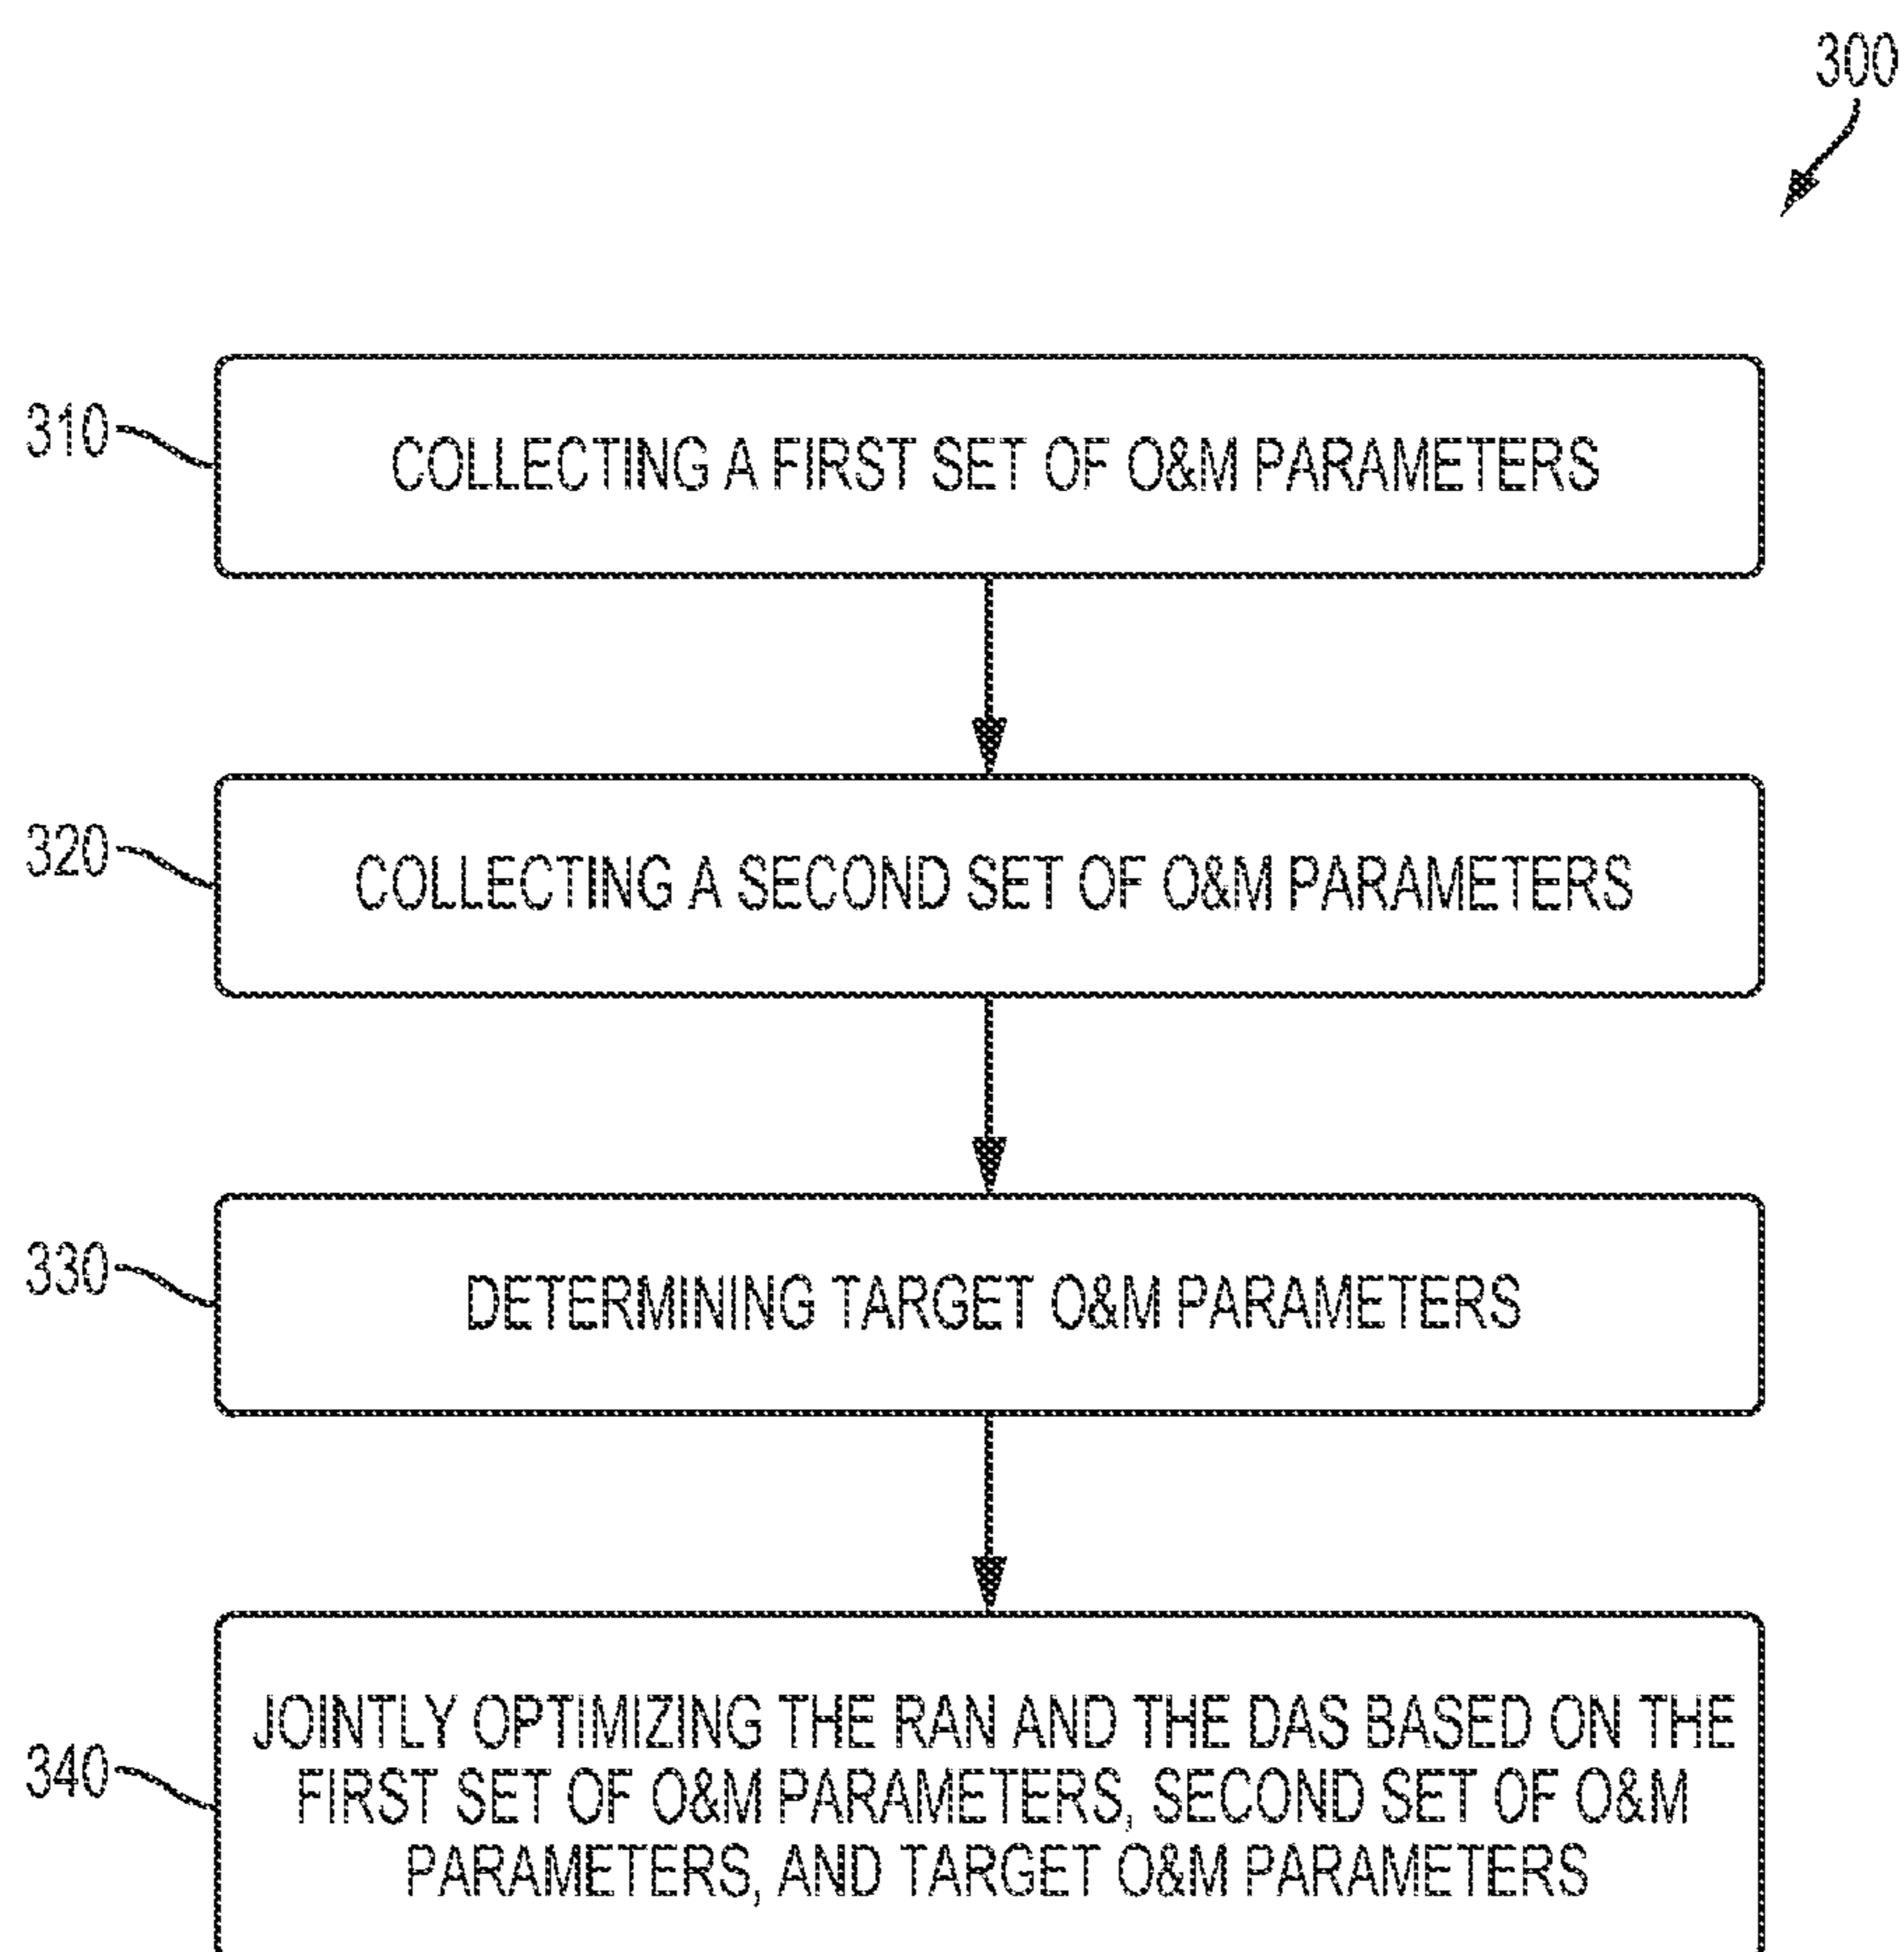 300
310
COLLECTING A FIRST SET OF O&M PARAMETERS
320
COLLECTING A SECOND SET OF O&M PARAMETERS
330
DETERMINING TARGET O&M PARAMETERS
340
JOINTLY OPTIMIZING THE RAN AND THE DAS BASED ON THE
FIRST SET OF O&M PARAMETERS, SECOND SET OF O&M
PARAMETERS, AND TARGET O&M PARAMETERS